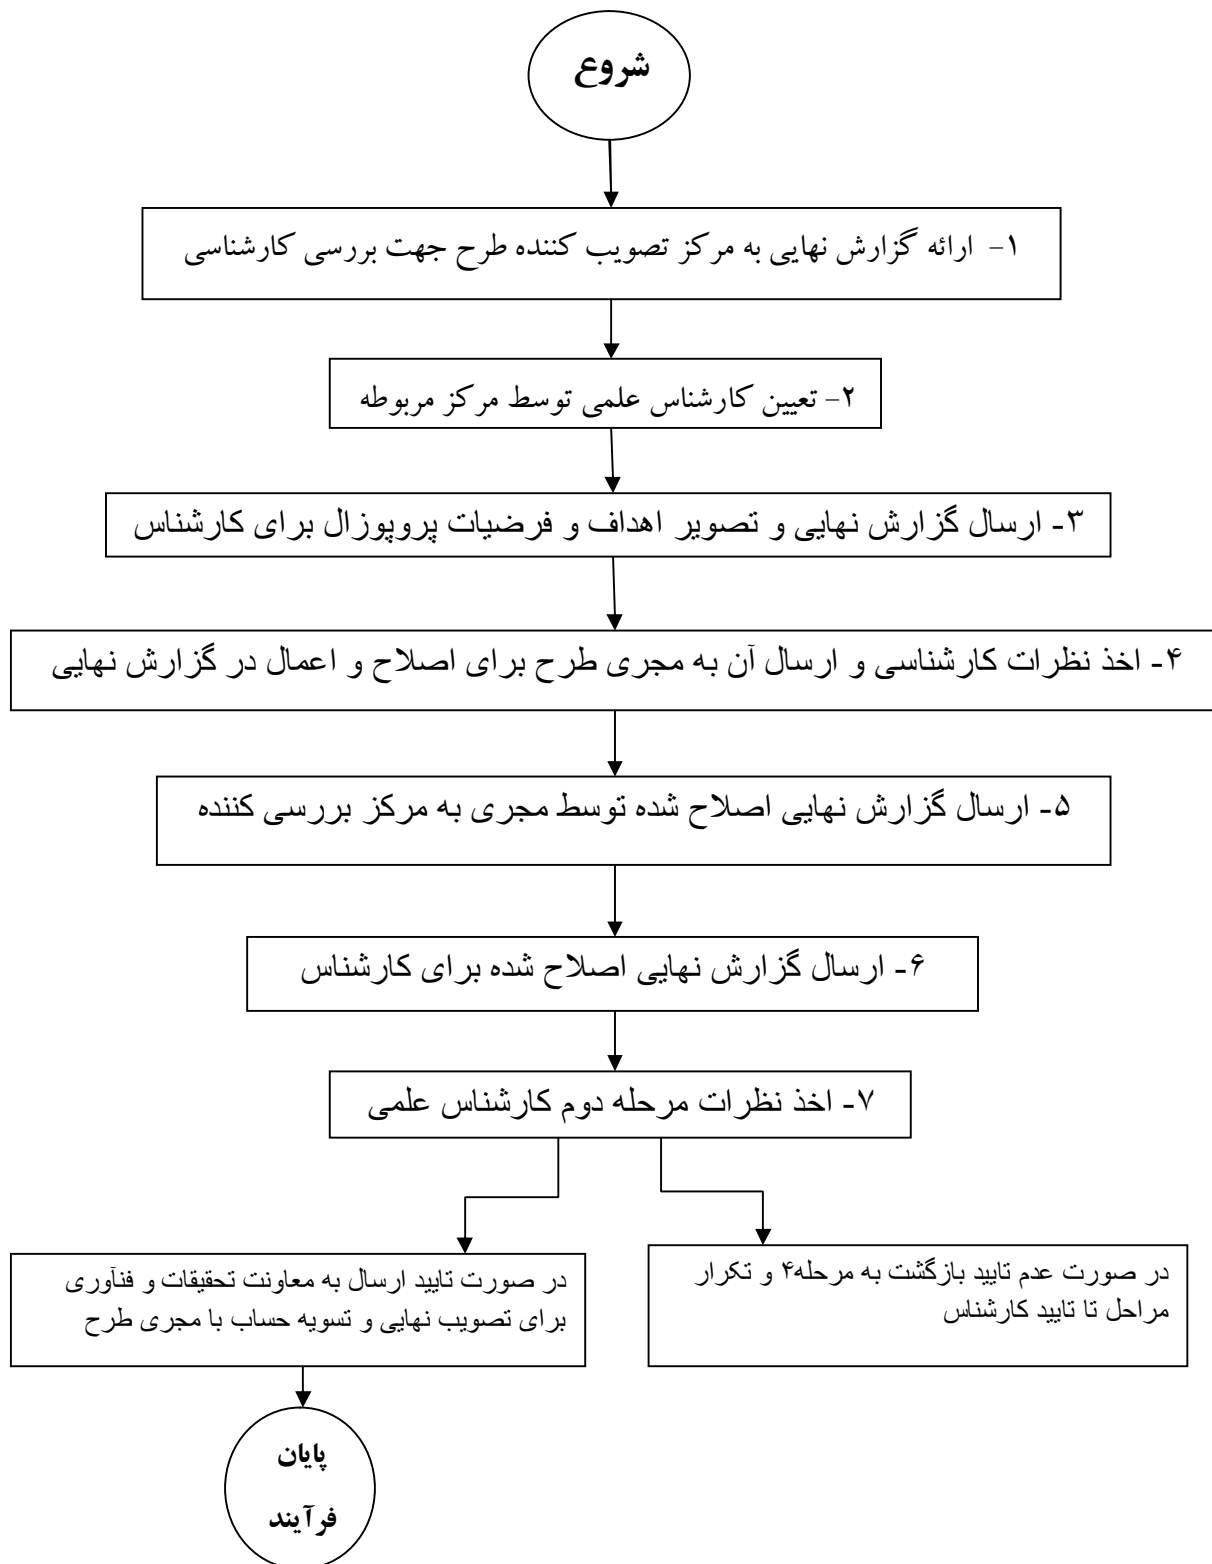 شروع
۱- ارائه گزارش نهایی به مرکز تصویب کننده طرح جهت بررسی کارشناسی
۲- تعیین کارشناس علمی توسط مرکز مربوطه
۳- ارسال گزارش نهایی و تصویر اهداف و فرضیات پروپوزال برای کارشناس
۴- اخذ نظرات کارشناسی و ارسال آن به مجری طرح برای اصلاح و اعمال در گزارش نهایی
۵- ارسال گزارش نهایی اصلاح شده توسط مجری به مرکز بررسی کننده
۶- ارسال گزارش نهایی اصلاح شده برای کارشناس
۷- اخذ نظرات مرحله دوم کارشناس علمی
در صورت عدم تایید بازگشت به مرحله۴ و تکرار
مراحل تا تایید کارشناس
در صورت تایید ارسال به معاونت تحقیقات و فنآوری
برای تصویب نهایی و تسویه حساب با مجری طرح
پایان
فرآیند